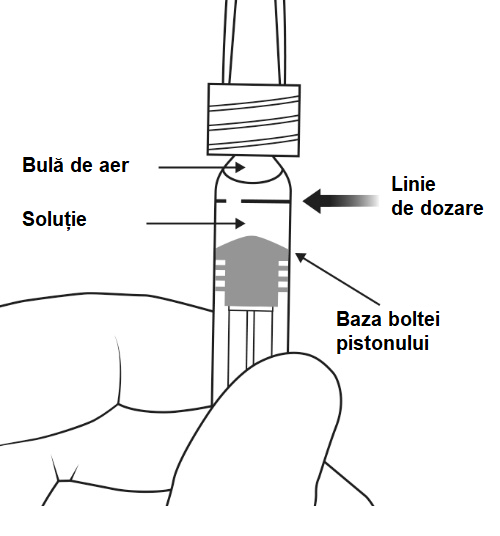 Bulă de aer
Linie
de dozare
Soluție
Baza boltei
pistonului